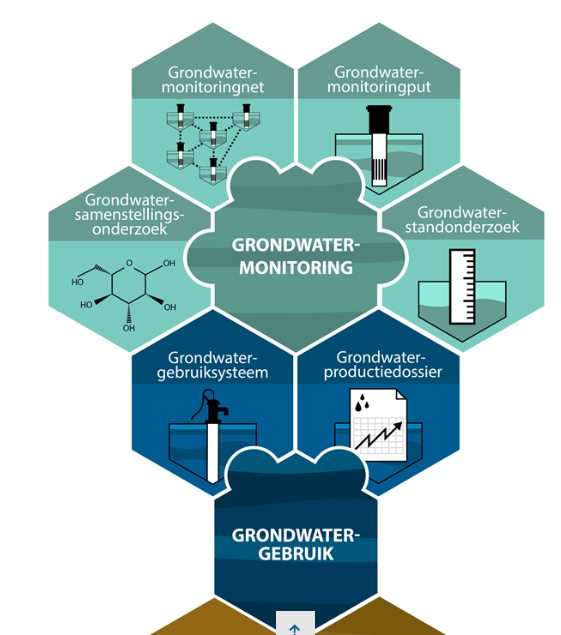 Grondwater-
monitoringnet
Grondwater-
monitoringput
Grondwater-
samenstellings-
onderzoek
Grondwater-
standonderzoek
GRONDWATER-
MONITORING
O
OH
HO
HO
OH
OH
Grondwater-
gebruiksysteem
Grondwater-
productiedossier
GRONDWATER-
GEBRUIK